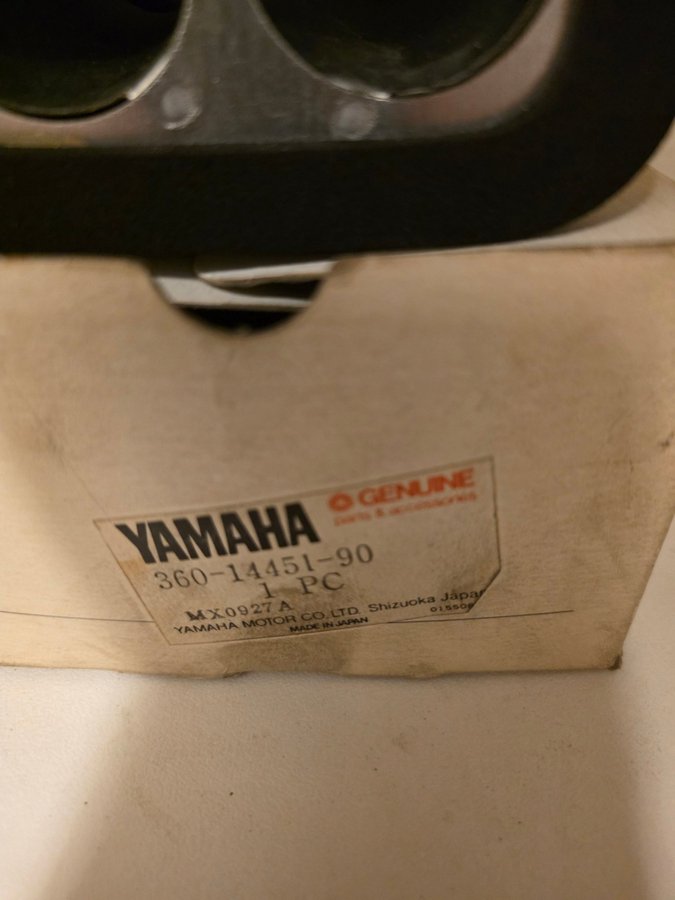 YAMAHA
GENUINE
parts & accessories
360-14451-90
1 PC
MX0927A
YAMAHA MOTOR CO., LTD. Shizuoka Japan
MADE IN JAPAN